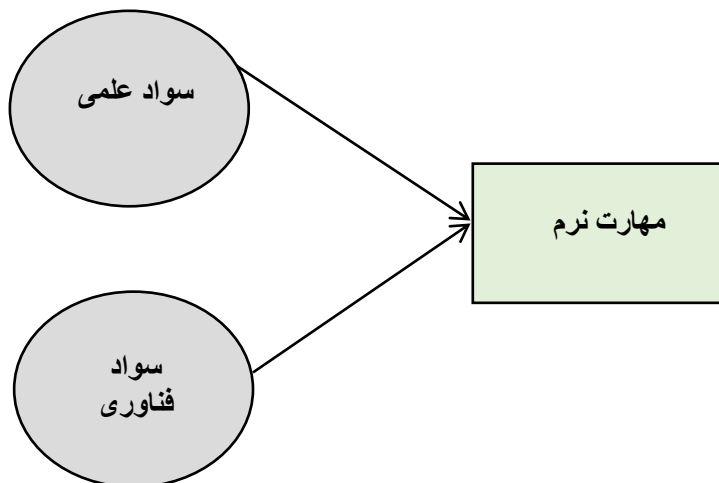 سواد علمی
مهارت نرم
سواد
فناوری